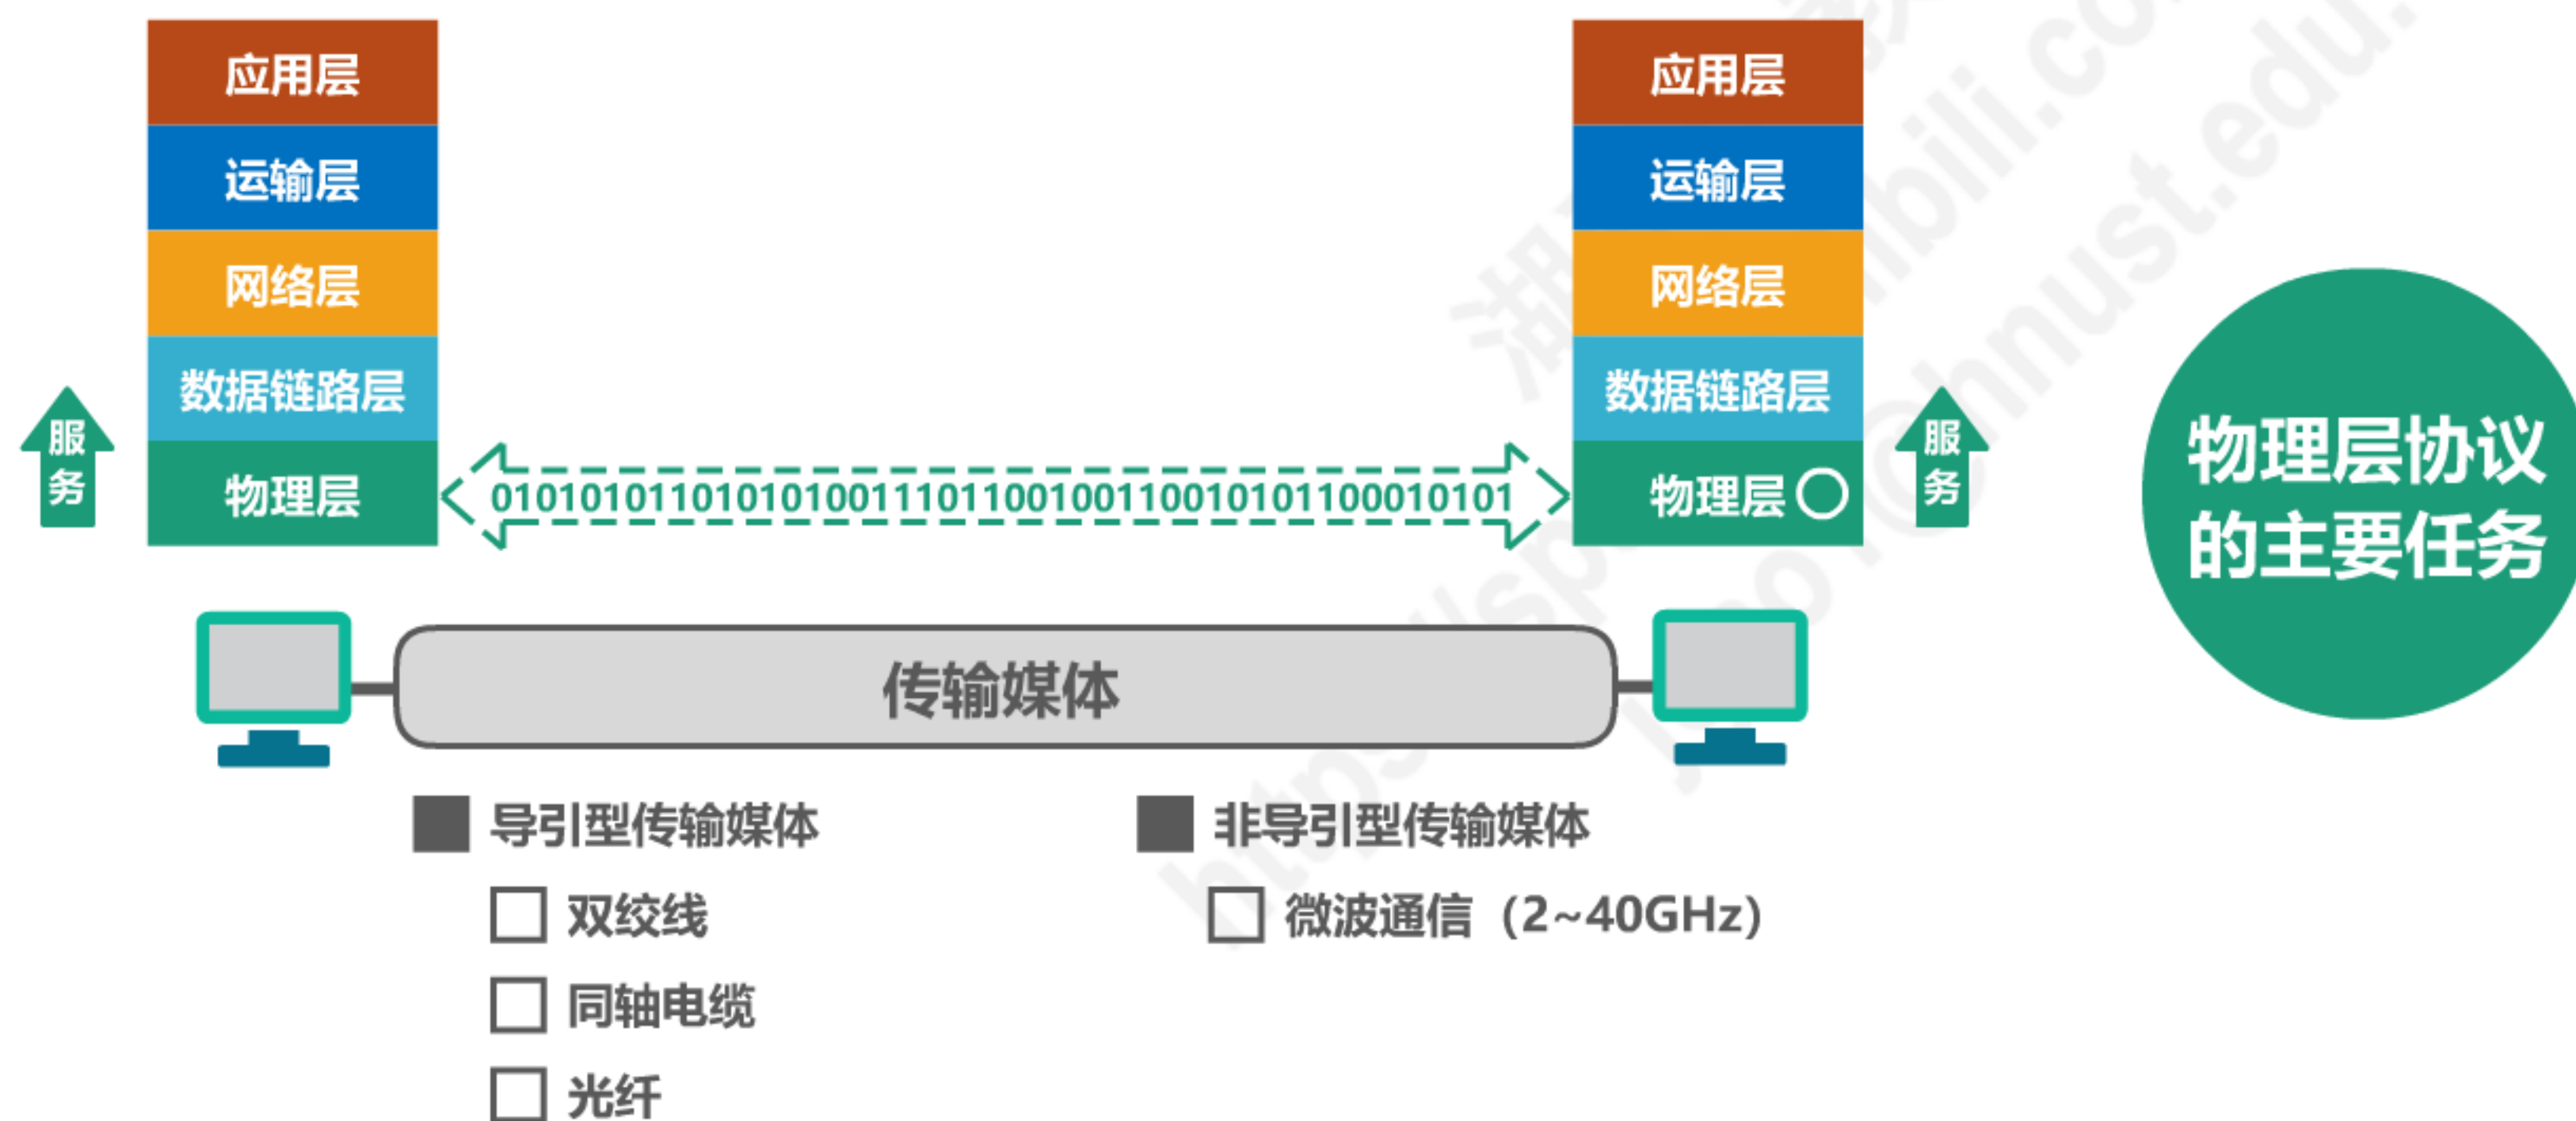 应用层
运输层
网络层
数据链路层
物理层
服务
0101010110101010011101100100110010101100010101
应用层
运输层
网络层
数据链路层
物理层
服务
物理层协议
的主要任务
传输媒体
导引型传输媒体
双绞线
同轴电缆
光纤
非导引型传输媒体
微波通信（2~40GHz）